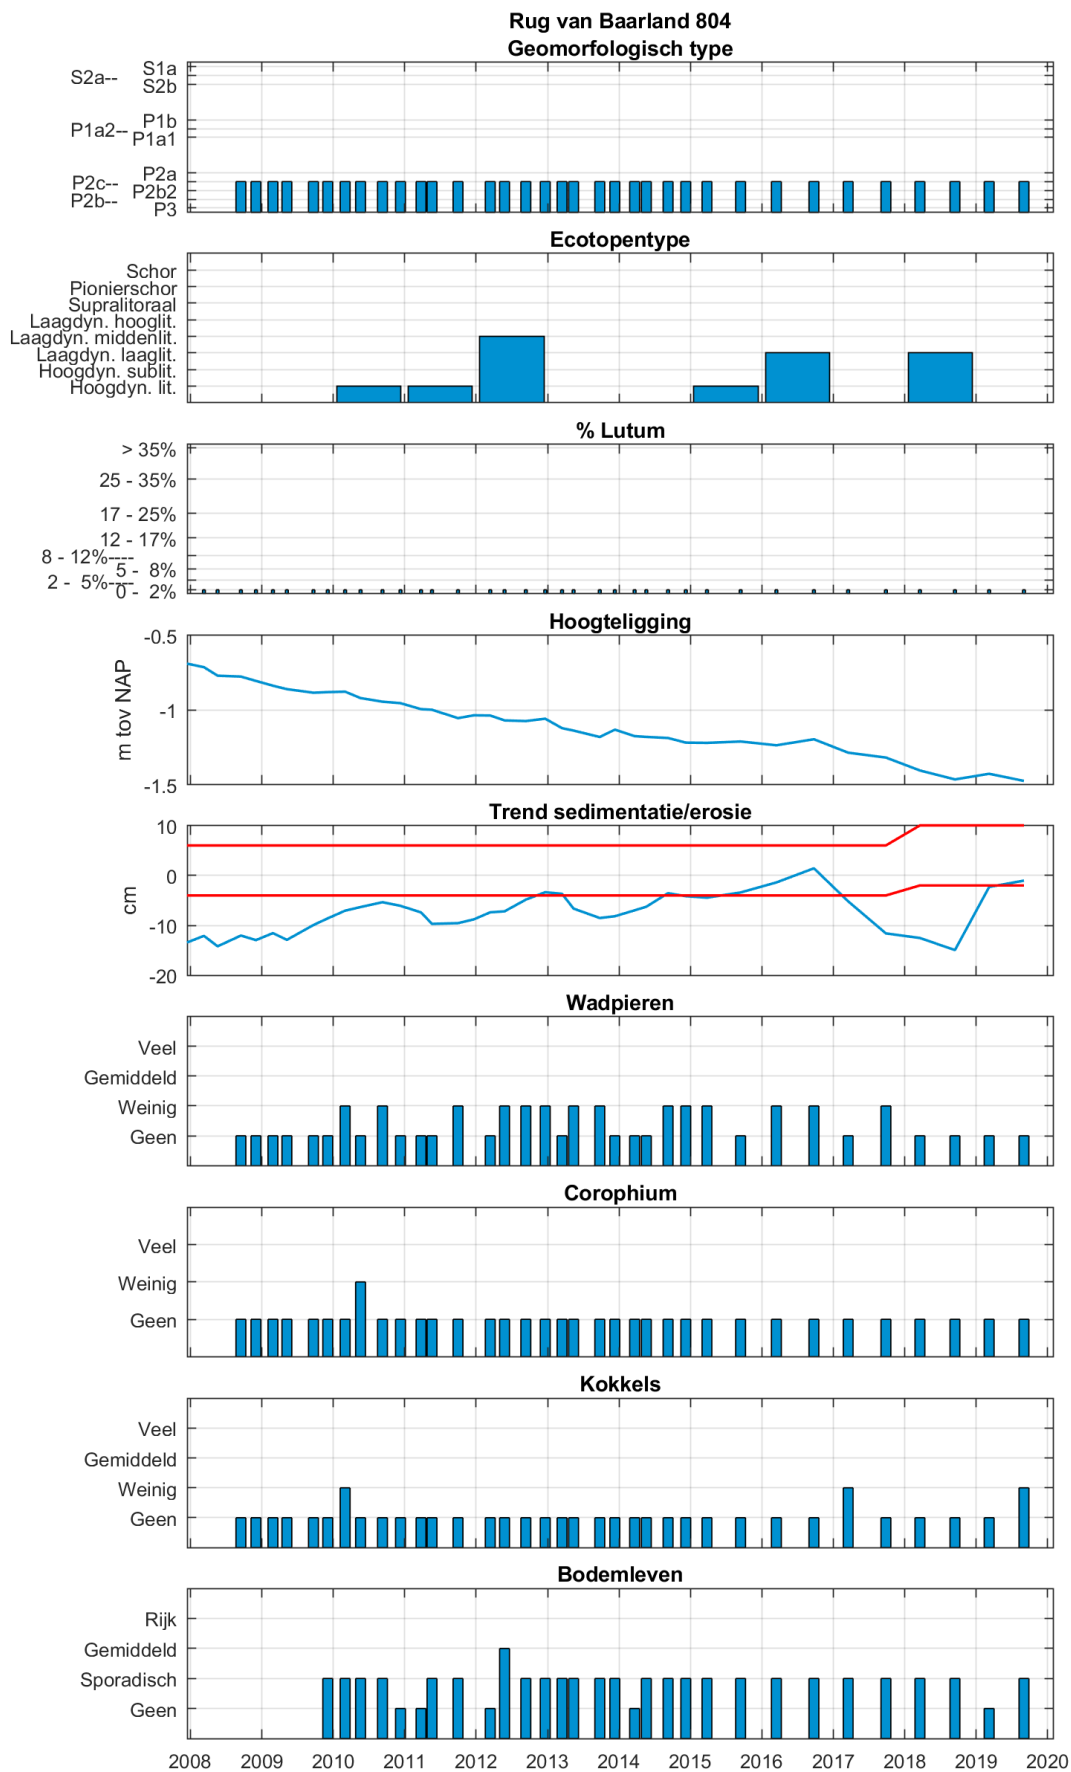 Rug van Baarland 804
Geomorfologisch type
S1a
S2a--
S2b
P1b
P1a2--
P1a1
P2a
P2c--
P2b2
P2b--
P3
Ecotopentype
Schor
Pionierschor
Supralitoraal
Laagdyn. hooglit.
Laagdyn. middenlit.
Laagdyn. laaglit.
Hoogdyn. sublit.
Hoogdyn. lit.
% Lutum
> 35%
25 - 35%
17 - 25%
12 - 17%
8 - 12%----
5 - 8%
2 - 5%----
0 - 2%
Hoogteligging
m tov NAP
-0.5
-1
-1.5
Trend sedimentatie/erosie
cm
10
0
-10
-20
Wadpieren
Veel
Gemiddeld
Weinig
Geen
Corophium
Veel
Weinig
Geen
Kokkels
Veel
Gemiddeld
Weinig
Geen
Bodemleven
Rijk
Gemiddeld
Sporadisch
Geen
2008 2009 2010 2011 2012 2013 2014 2015 2016 2017 2018 2019 2020